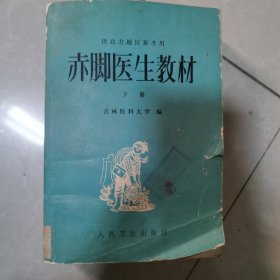 供北方地区参考用
赤脚医生教材
下册
吉林医科大学 编
人民卫生出版社